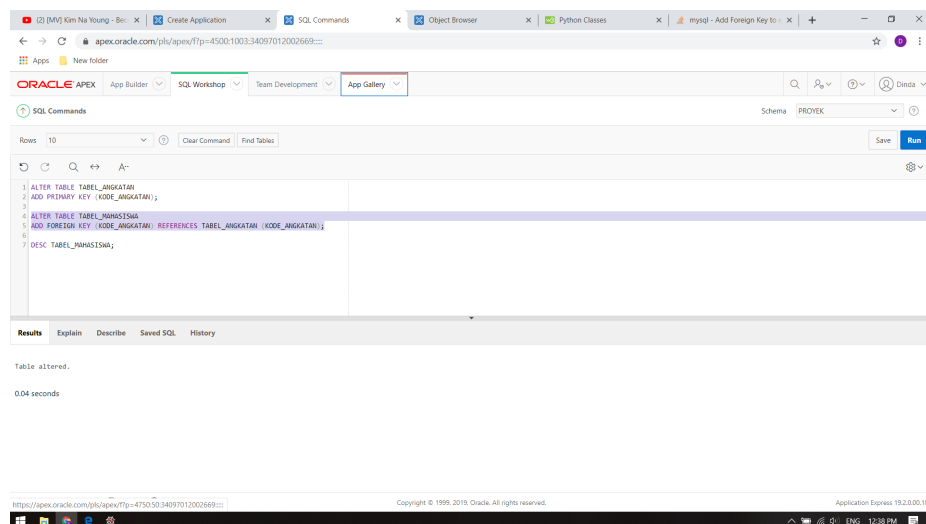 (2) [MV] Kim Na Young - Bec
Create Application
SQL Commands
Object Browser
Python Classes
mysql - Add Foreign Key to
apex.oracle.com/pls/apex/f?p=4500:1003:34097012002669:::::
D
Apps
New folder
ORACLE APEX
App Builder
SQL Workshop
Team Development
App Gallery
Dinda
SQL Commands
Schema PROYEK
Rows 10
Clear Command
Find Tables
Save
Run
A
1 ALTER TABLE TABEL_ANGKATAN
2 ADD PRIMARY KEY (KODE_ANGKATAN);
3
4 ALTER TABLE TABEL_MAHASISWA
5 ADD FOREIGN KEY (KODE_ANGKATAN) REFERENCES TABEL_ANGKATAN (KODE_ANGKATAN);
6
7 DESC TABEL_MAHASISWA;
Results
Explain
Describe
Saved SQL
History
Table altered.
0.04 seconds
https://apex.oracle.com/pls/apex/f?p=4750:50:34097012002669:::::
Copyright © 1999, 2019, Oracle. All rights reserved.
Application Express 19.2.0.00.18
ENG
12:38 PM